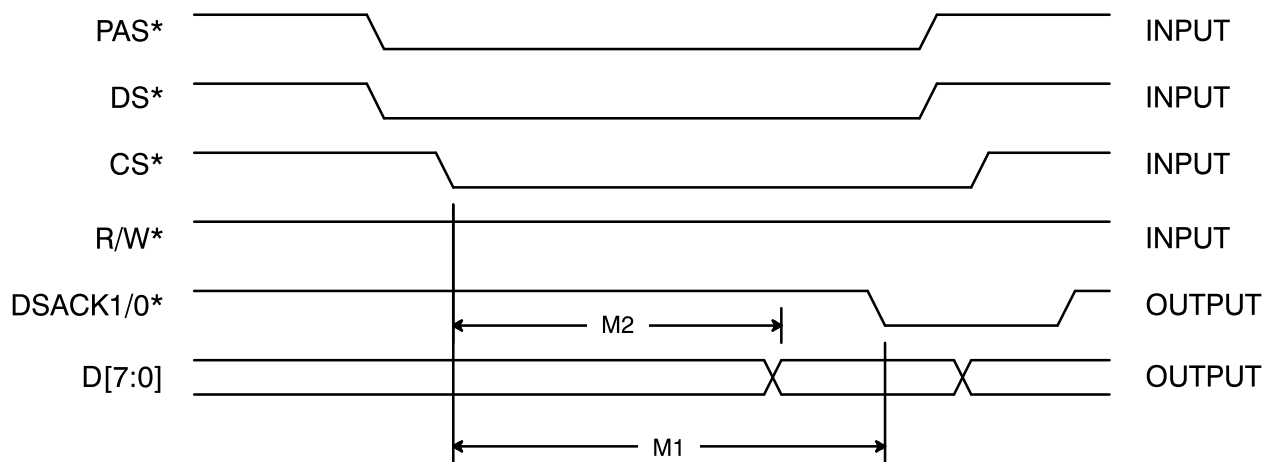 PAS* INPUT
DS* INPUT
CS* INPUT
R/W* INPUT
DSACK1/0* OUTPUT
M2
D[7:0] OUTPUT
M1